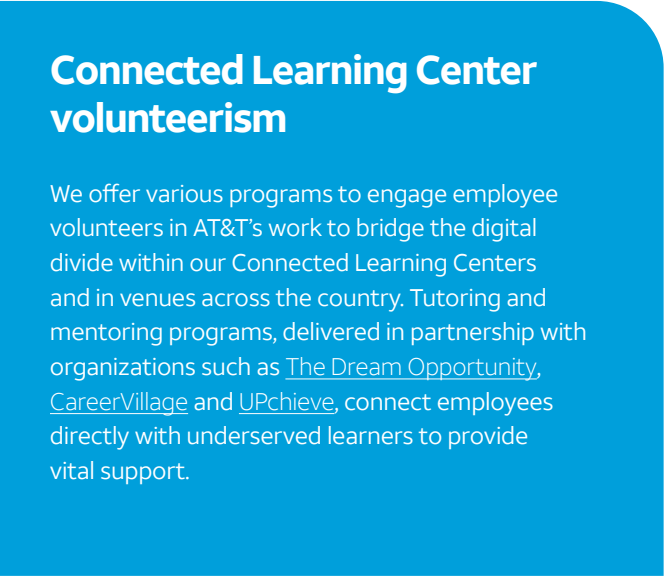 Connected Learning Center
volunteerism
We offer various programs to engage employee
volunteers in AT&T’s work to bridge the digital
divide within our Connected Learning Centers
and in venues across the country. Tutoring and
mentoring programs, delivered in partnership with
organizations such as The Dream Opportunity,
CareerVillage and UPchieve, connect employees
directly with underserved learners to provide
vital support.